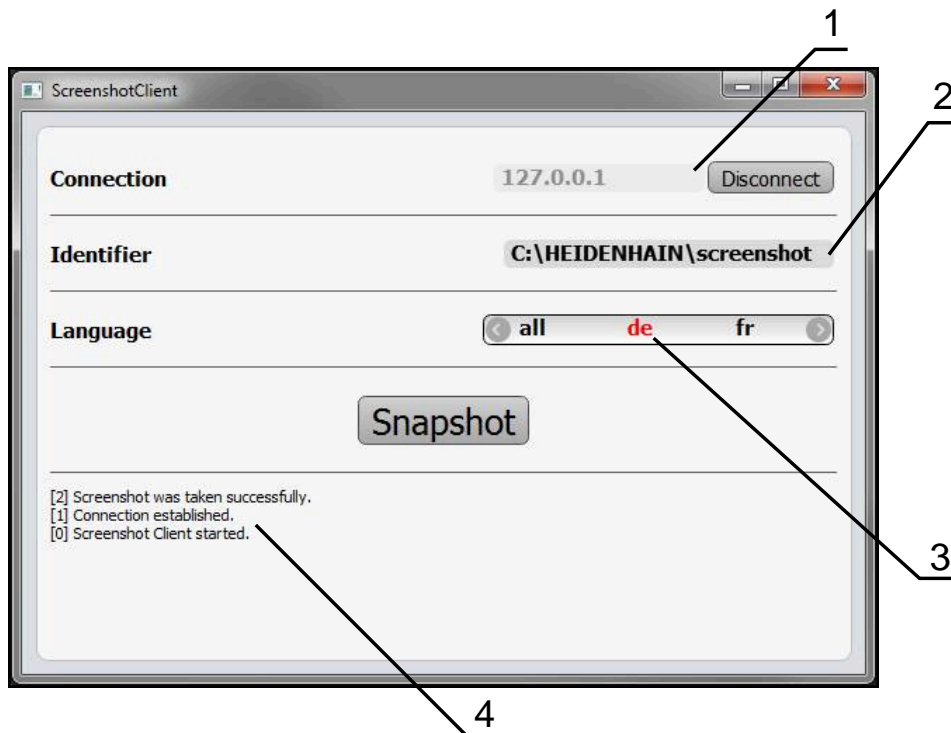 1
ScreenshotClient
2
Connection 127.0.0.1 Disconnect
Identifier C:\HEIDENHAIN\screenshot
Language all de fr
Snapshot
[2] Screenshot was taken successfully.
[1] Connection established.
[0] Screenshot Client started.
3
4